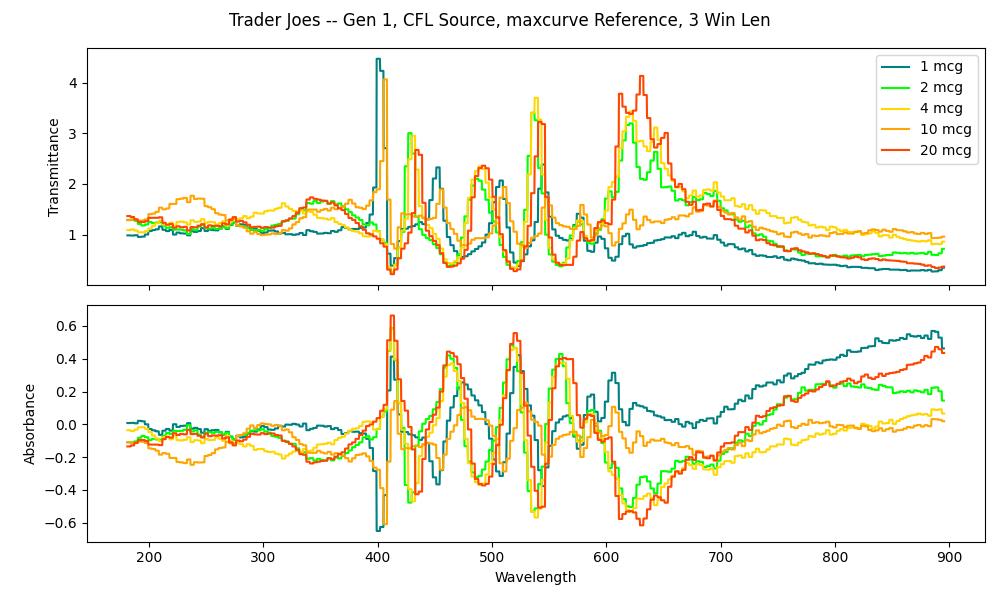 Trader Joes -- Gen 1, CFL Source, maxcurve Reference, 3 Win Len
Transmittance
4
3
2
1
1 mcg
2 mcg
4 mcg
10 mcg
20 mcg
Absorbance
0.6
0.4
0.2
0.0
−0.2
−0.4
−0.6
200 300 400 500 600 700 800 900
Wavelength